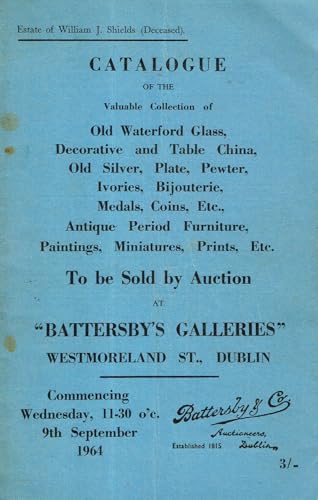 Estate of William J. Shields (Deceased).
CATALOGUE
OF THE
Valuable Collection of
Old Waterford Glass,
Decorative and Table China,
Old Silver, Plate, Pewter,
Ivories, Bijouterie,
Medals, Coins, Etc.,
Antique Period Furniture,
Paintings, Miniatures, Prints, Etc.
To be Sold by Auction
AT
"BATTERSBY'S GALLERIES"
WESTMORELAND ST., DUBLIN
Commencing
Wednesday, 11-30 o'c.
9th September
1964
Battersby & Co
Auctioneers,
Established 1815. Dublin.
3/-